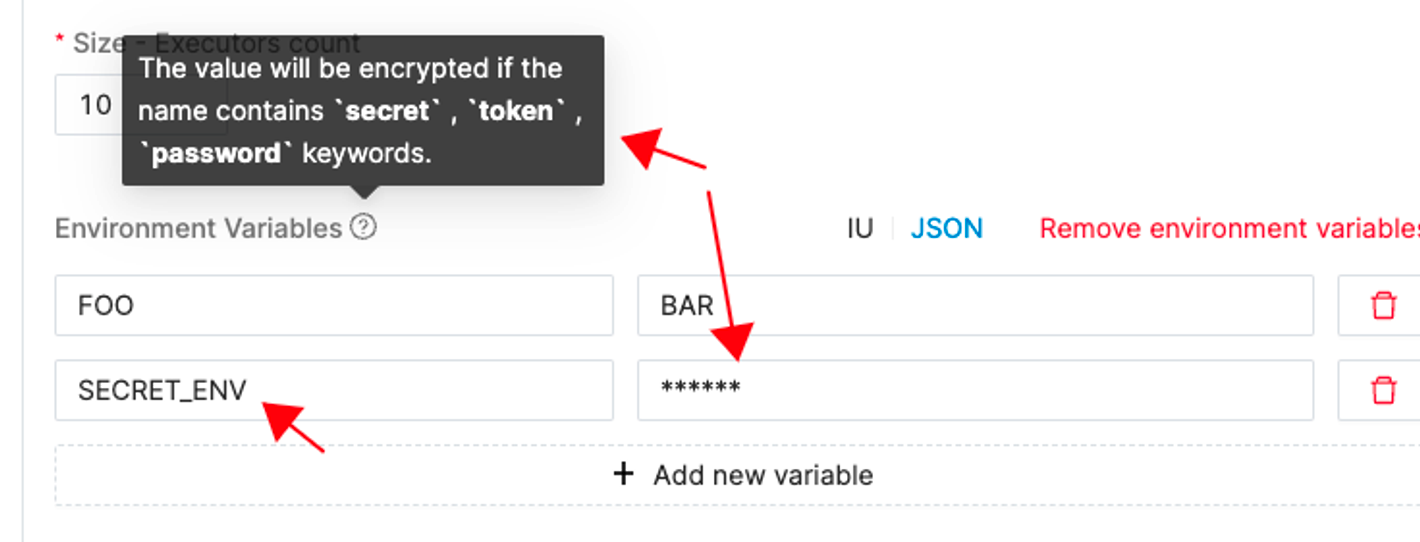 * Size - Executors count
The value will be encrypted if the
name contains `secret` , `token` ,
`password` keywords.
10
Environment Variables ?
IU | JSON Remove environment variables
FOO BAR
SECRET_ENV ******
+ Add new variable